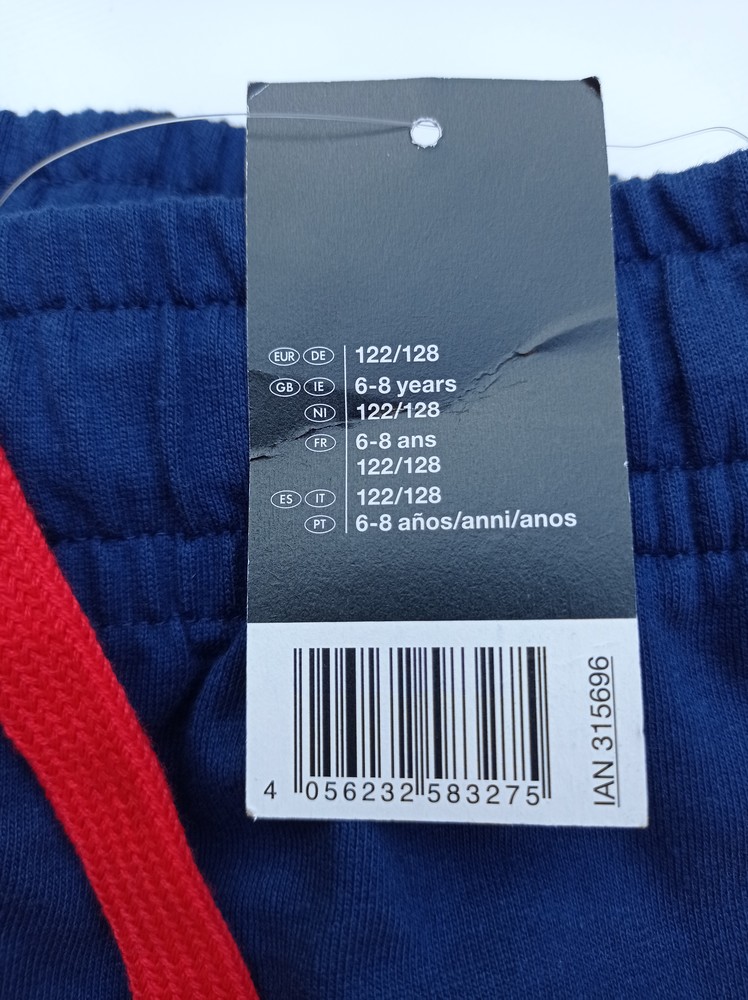 EUR DE 122/128
GB IE 6-8 years
NI 122/128
FR 6-8 ans
122/128
ES IT 122/128
PT 6-8 años/anni/anos
4 056232 583275
IAN 315696